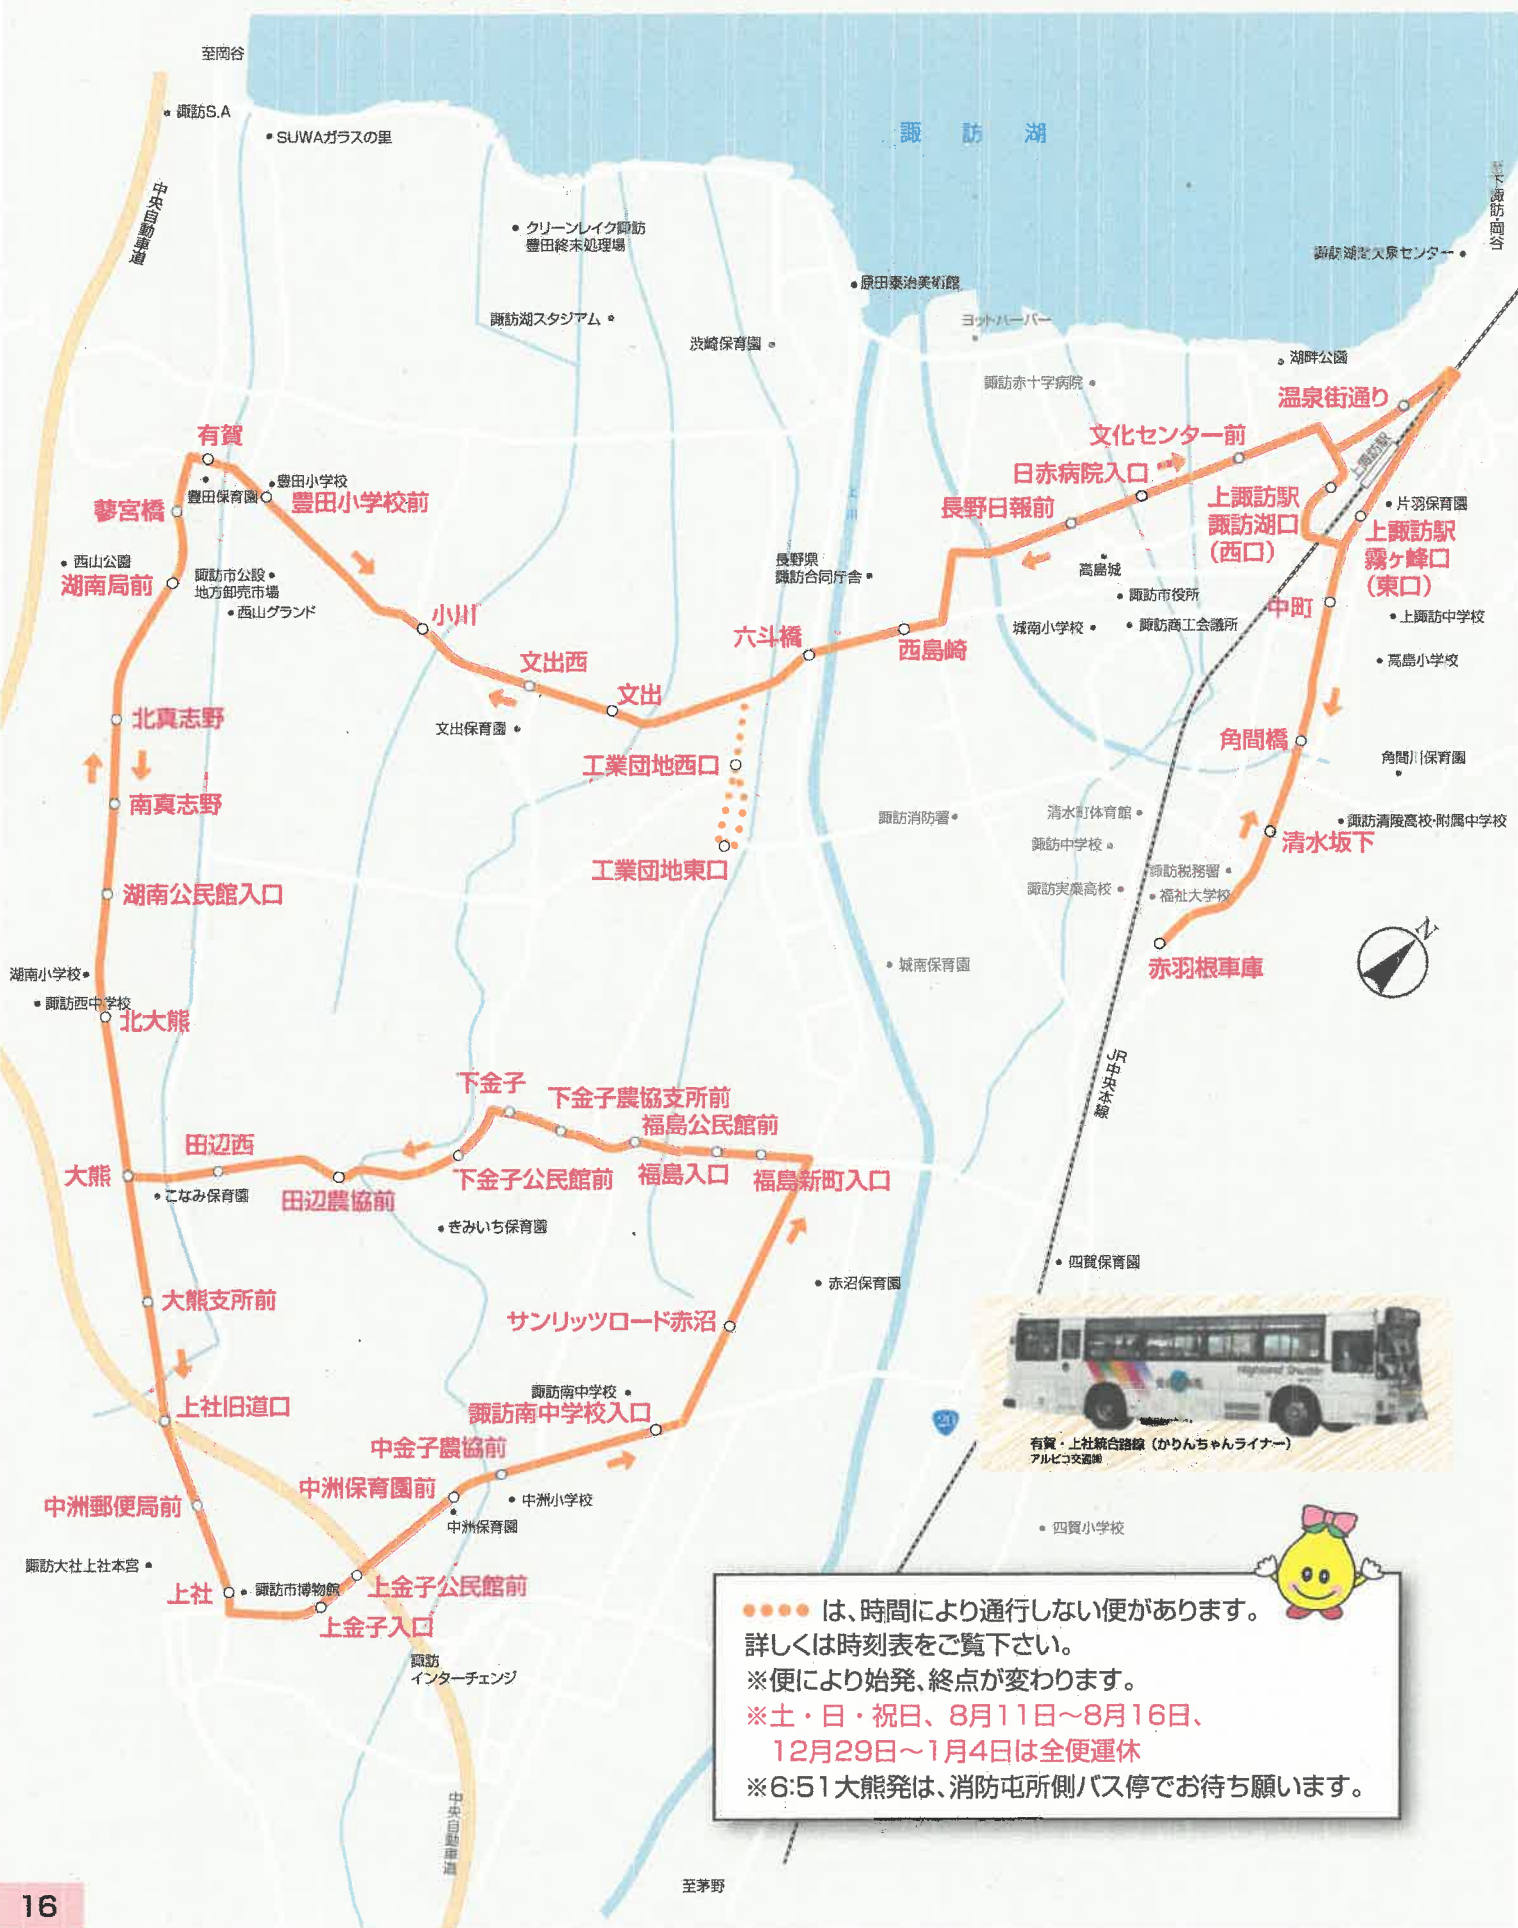 至岡谷
諏訪S.A
SUWAガラスの里
諏訪湖
中央自動車道
至下諏訪・岡谷
クリーンレイク諏訪
豊田終末処理場
原田泰治美術館
諏訪湖スタジアム
ヨットハーバー
渋崎保育園
湖畔公園
諏訪赤十字病院
温泉街通り
有賀
文化センター前
上諏訪駅
豊田小学校
日赤病院入口
豊田保育園
豊田小学校前
蓼宮橋
長野日報前
上諏訪駅
諏訪湖口
(西口)
片羽保育園
上諏訪駅
霧ヶ峰口
(東口)
西山公園
湖南局前
諏訪市公設
地方卸売市場
西山グランド
長野県
諏訪合同庁舎
高島城
諏訪市役所
中町
上諏訪中学校
小川
城南小学校
諏訪商工会議所
六斗橋
西島崎
文出西
高島小学校
文出
北真志野
文出保育園
角間橋
角間川保育園
工業団地西口
南真志野
諏訪消防署
清水町体育館
諏訪清陵高校・附属中学校
清水坂下
諏訪中学校
工業団地東口
諏訪税務署
諏訪実業高校
福祉大学校
湖南公民館入口
N
城南保育園
赤羽根車庫
湖南小学校
諏訪西中学校
北大熊
JR中央本線
下金子
下金子農協支所前
福島公民館前
田辺西
大熊
下金子公民館前
福島入口
福島新町入口
こなみ保育園
田辺農協前
きみいち保育園
四賀保育園
赤沼保育園
大熊支所前
サンリッツロード赤沼
諏訪南中学校
上社旧道口
諏訪南中学校入口
20
中金子農協前
有賀・上社統合路線(かりんちゃんライナー)
アルピコ交通㈱
中洲保育園前
中洲郵便局前
中洲小学校
中洲保育園
四賀小学校
諏訪大社上社本宮
上社
諏訪市博物館
上金子公民館前
上金子入口
諏訪
インターチェンジ
●●●●は、時間により通行しない便があります。
詳しくは時刻表をご覧下さい。
※便により始発、終点が変わります。
※土・日・祝日、8月11日〜8月16日、
12月29日〜1月4日は全便運休
※6:51大熊発は、消防屯所側バス停でお待ち願います。
中央自動車道
至茅野
16